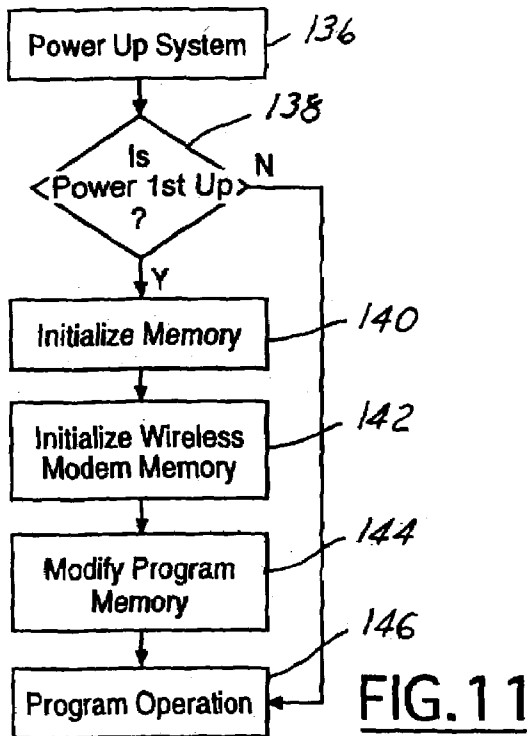 Power Up System
136
138
Is
Power 1st Up
?
N
Y
Initialize Memory
140
Initialize Wireless
Modem Memory
142
Modify Program
Memory
144
Program Operation
146
FIG.11